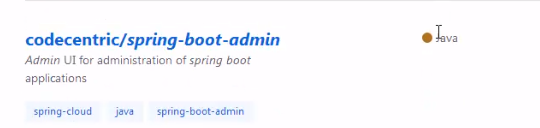 codecentric/spring-boot-admin
Java
Admin UI for administration of spring boot
applications
spring-cloud java spring-boot-admin